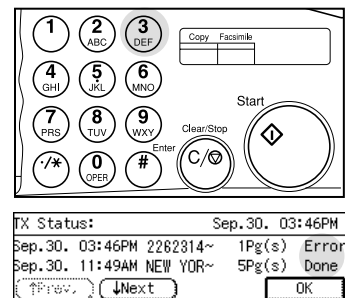 1 2 3 Copy Facsimile
ABC DEF
4 5 6
GHI JKL MNO
Start
7 8 9 Clear/Stop
PRS TUV WXY
Enter
·/* 0 # C/
OPER
TX Status: Sep.30. 03:46PM
Sep.30. 03:46PM 2262314~ 1Pg(s) Error
Sep.30. 11:49AM NEW YOR~ 5Pg(s) Done
↑Prev. ↓Next OK